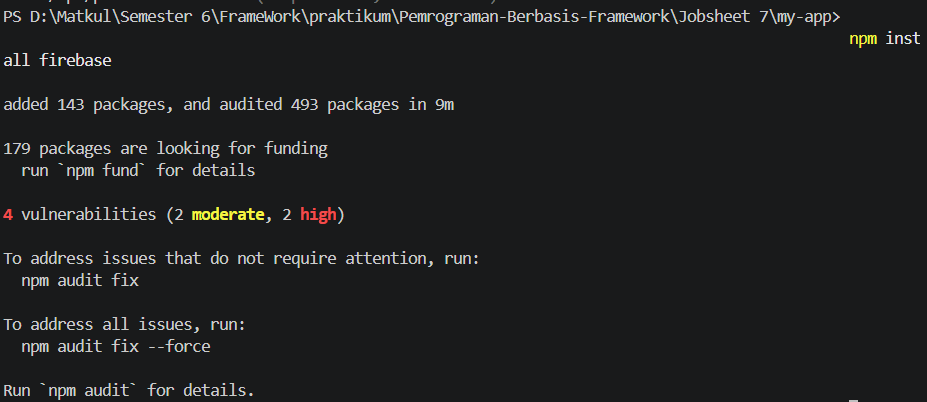 PS D:\Matkul\Semester 6\FrameWork\praktikum\Pemrograman-Berbasis-Framework\Jobsheet 7\my-app>
npm inst
all firebase
added 143 packages, and audited 493 packages in 9m
179 packages are looking for funding
run `npm fund` for details
4 vulnerabilities (2 moderate, 2 high)
To address issues that do not require attention, run:
npm audit fix
To address all issues, run:
npm audit fix --force
Run `npm audit` for details.